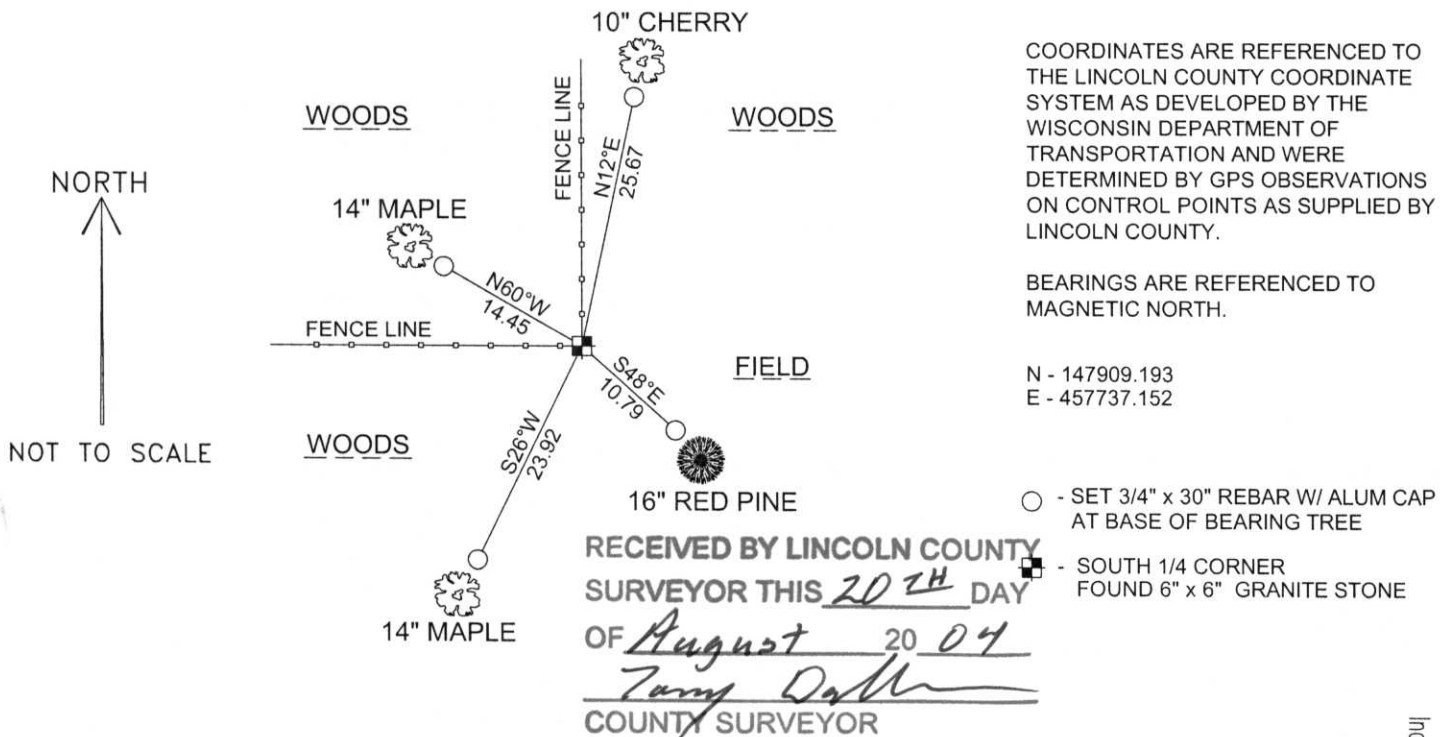 10" CHERRY
WOODS
FENCE LINE
N12°E
25.67
WOODS
NORTH
14" MAPLE
N60°W
14.45
FENCE LINE
S48°E
10.79
FIELD
NOT TO SCALE
WOODS
S26°W
23.92
16" RED PINE
14" MAPLE
COORDINATES ARE REFERENCED TO
THE LINCOLN COUNTY COORDINATE
SYSTEM AS DEVELOPED BY THE
WISCONSIN DEPARTMENT OF
TRANSPORTATION AND WERE
DETERMINED BY GPS OBSERVATIONS
ON CONTROL POINTS AS SUPPLIED BY
LINCOLN COUNTY.
BEARINGS ARE REFERENCED TO
MAGNETIC NORTH.
N - 147909.193
E - 457737.152
- SET 3/4" x 30" REBAR W/ ALUM CAP
AT BASE OF BEARING TREE
- SOUTH 1/4 CORNER
FOUND 6" x 6" GRANITE STONE
RECEIVED BY LINCOLN COUNTY
SURVEYOR THIS 20TH DAY
OF August 20 04
COUNTY SURVEYOR